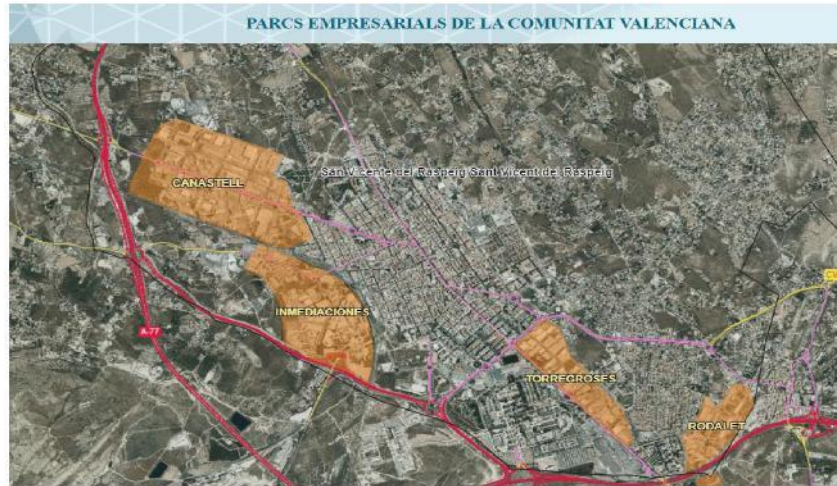 PARCS EMPRESARIALS DE LA COMUNITAT VALENCIANA
San Vicente del Raspeig Sant Vicent del Raspeig
CANASTELL
INMEDIACIONES
A-77
TORREGROSES
RODALET